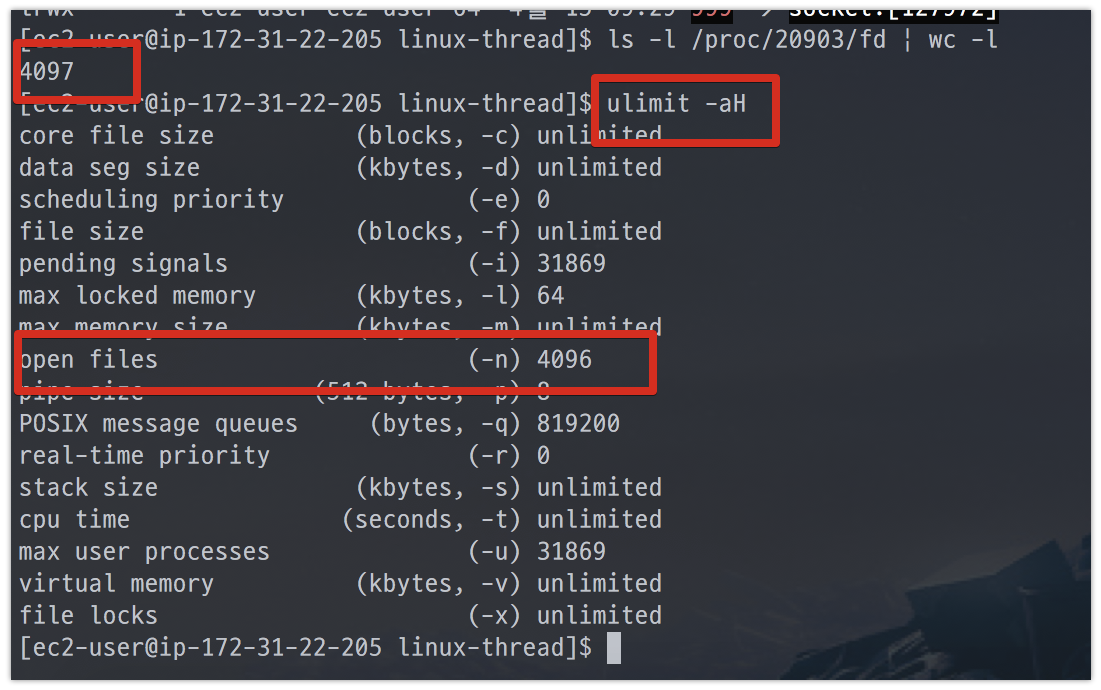 lrwx 1 ec2-user ec2-user 64 4월 15 09:29 999 -> socket:[127972]
[ec2-user@ip-172-31-22-205 linux-thread]$ ls -l /proc/20903/fd | wc -l
4097
[ec2-user@ip-172-31-22-205 linux-thread]$ ulimit -aH
core file size (blocks, -c) unlimited
data seg size (kbytes, -d) unlimited
scheduling priority (-e) 0
file size (blocks, -f) unlimited
pending signals (-i) 31869
max locked memory (kbytes, -l) 64
max memory size (kbytes, -m) unlimited
open files (-n) 4096
pipe size (512 bytes, -p) 8
POSIX message queues (bytes, -q) 819200
real-time priority (-r) 0
stack size (kbytes, -s) unlimited
cpu time (seconds, -t) unlimited
max user processes (-u) 31869
virtual memory (kbytes, -v) unlimited
file locks (-x) unlimited
[ec2-user@ip-172-31-22-205 linux-thread]$